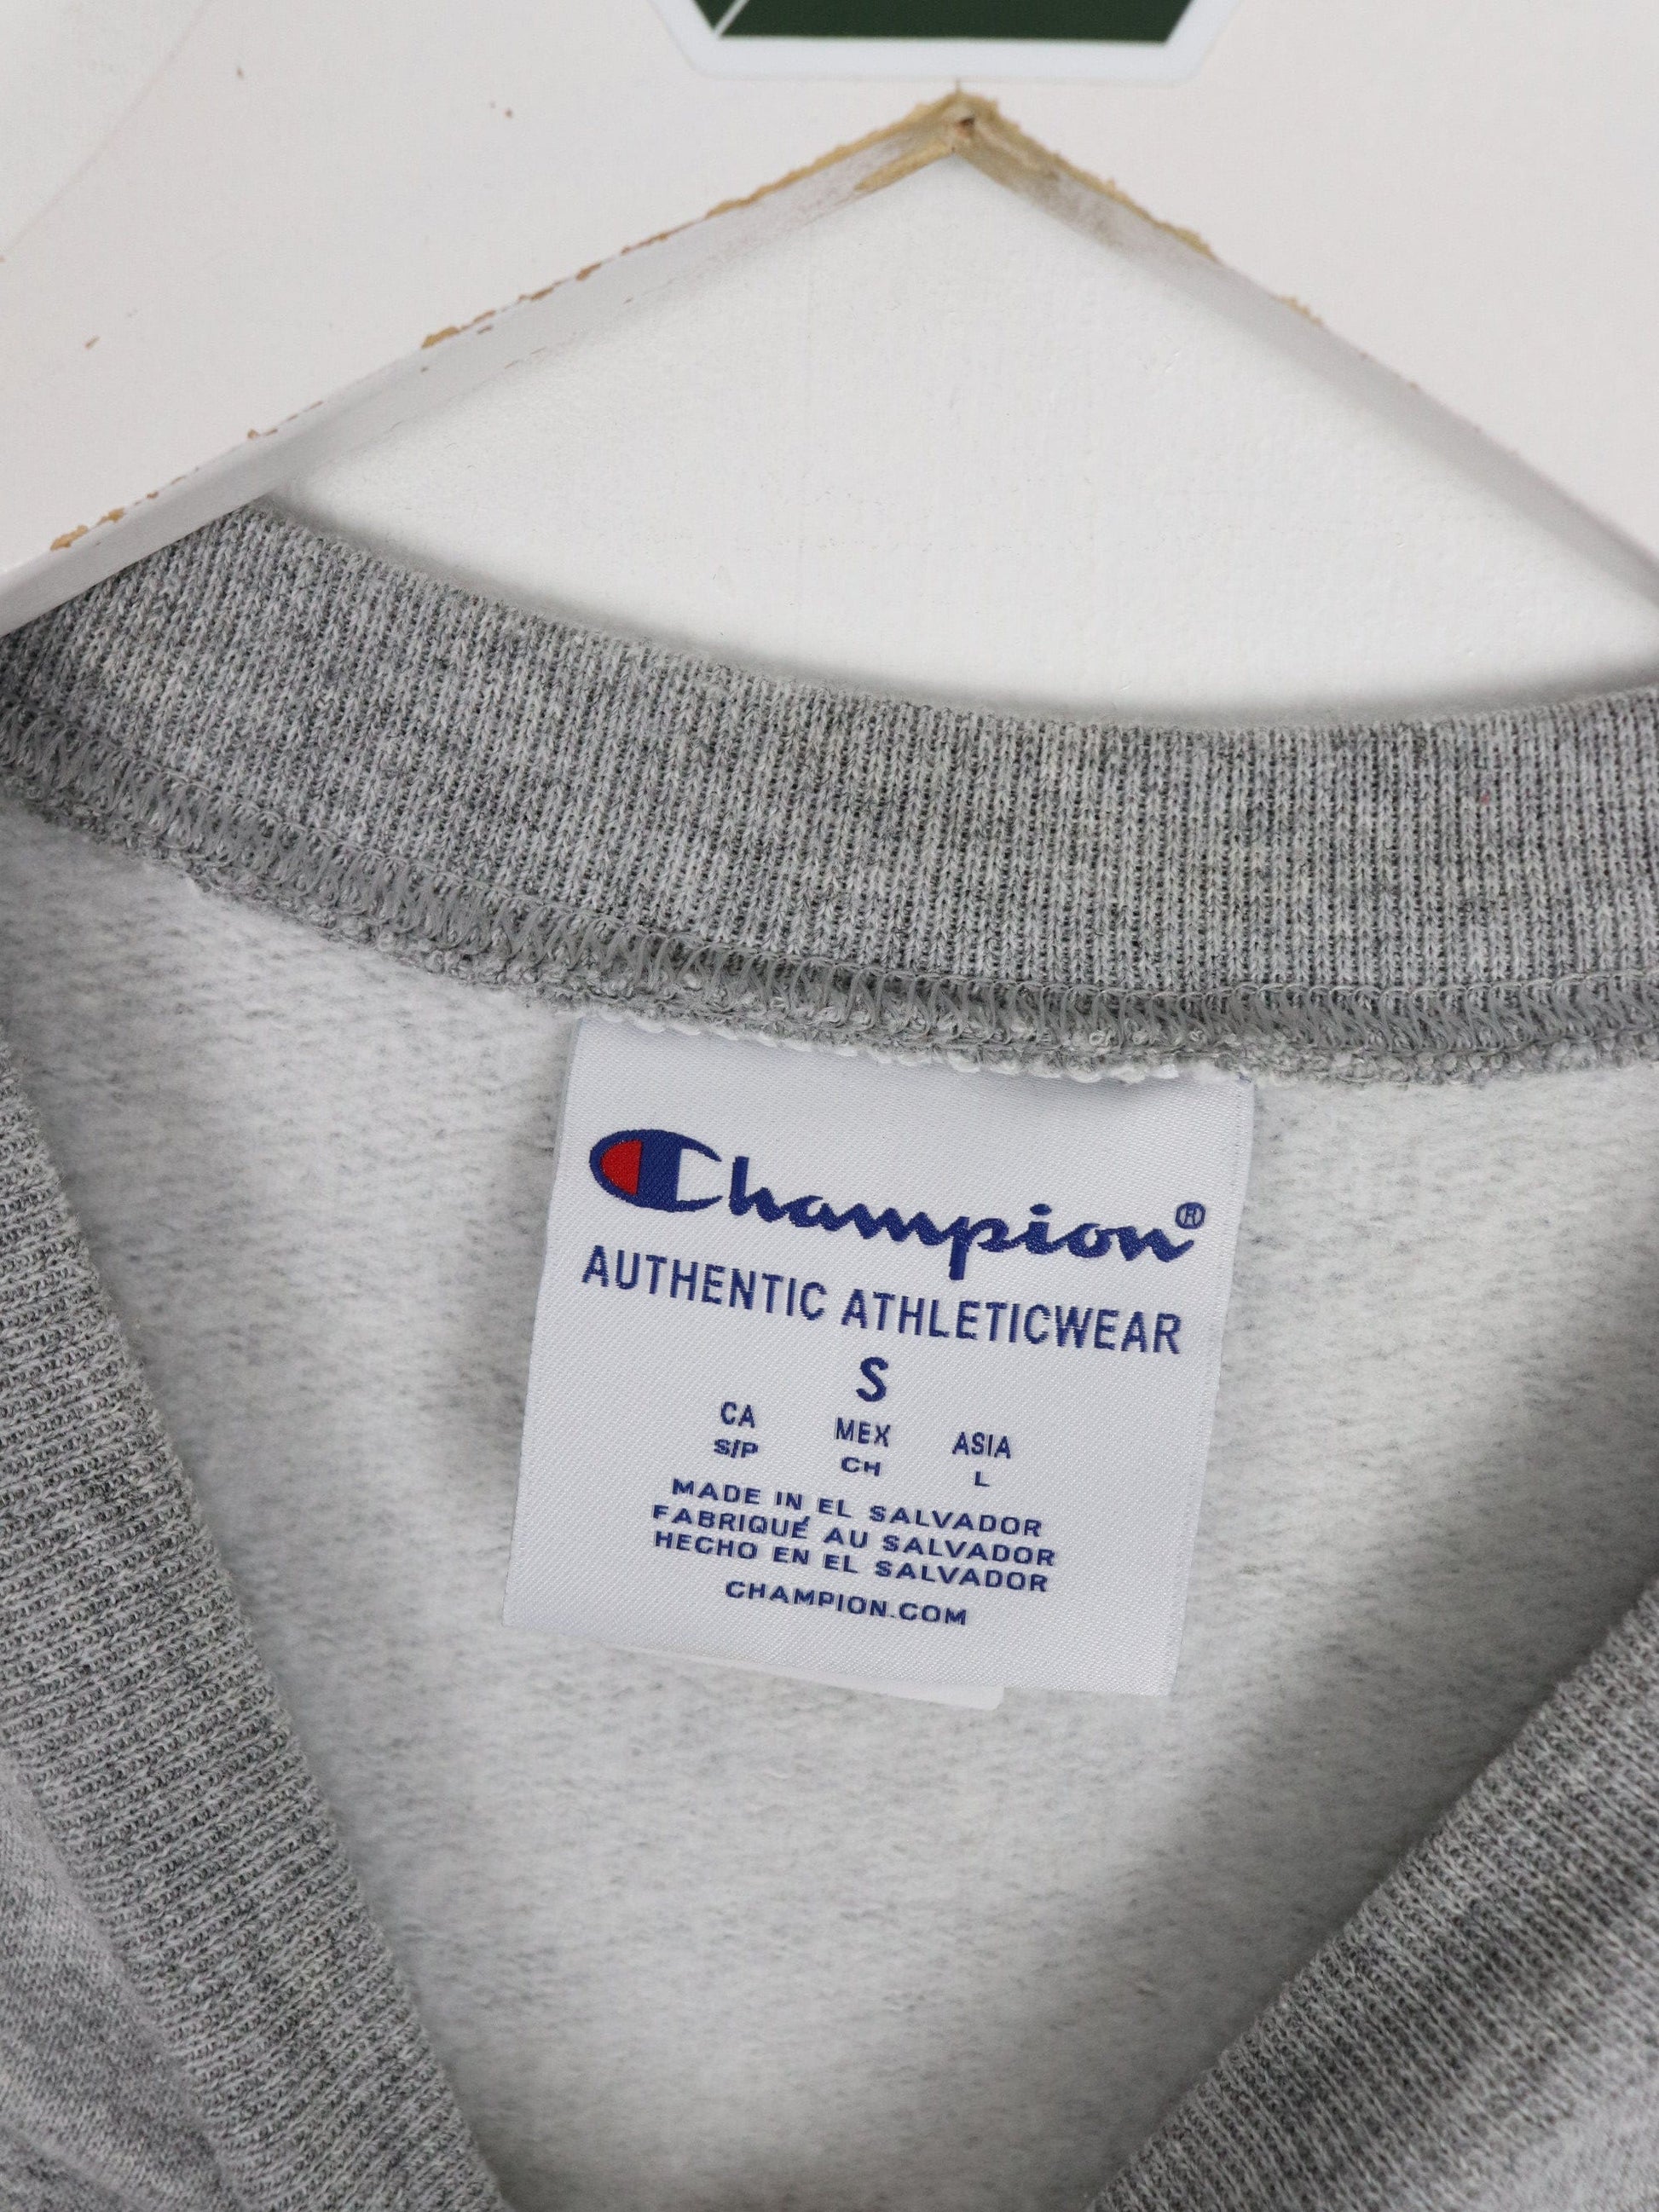 Champion®
AUTHENTIC ATHLETICWEAR
S
CA MEX ASIA
S/P CH L
MADE IN EL SALVADOR
FABRIQUÉ AU SALVADOR
HECHO EN EL SALVADOR
CHAMPION.COM